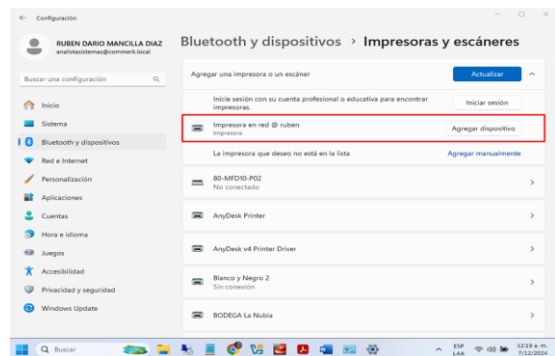 Configuración
RUBEN DARIO MANCILLA DIAZ
analistasistemas@commerk.local
Buscar una configuración
Inicio
Sistema
Bluetooth y dispositivos
Red e Internet
Personalización
Aplicaciones
Cuentas
Hora e idioma
Juegos
Accesibilidad
Privacidad y seguridad
Windows Update
Bluetooth y dispositivos > Impresoras y escáneres
Agregar una impresora o un escáner
Actualizar
Inicie sesión con su cuenta profesional o educativa para encontrar
impresoras.
Iniciar sesión
Impresora en red @ ruben
Impresora
Agregar dispositivo
La impresora que deseo no está en la lista
Agregar manualmente
80-MFD10-P02
No conectado
AnyDesk Printer
AnyDesk v4 Printer Driver
Blanco y Negro 2
Sin conexión
BODEGA La Nubia
Buscar
ESP
LAA
12:19 a. m.
7/12/2024